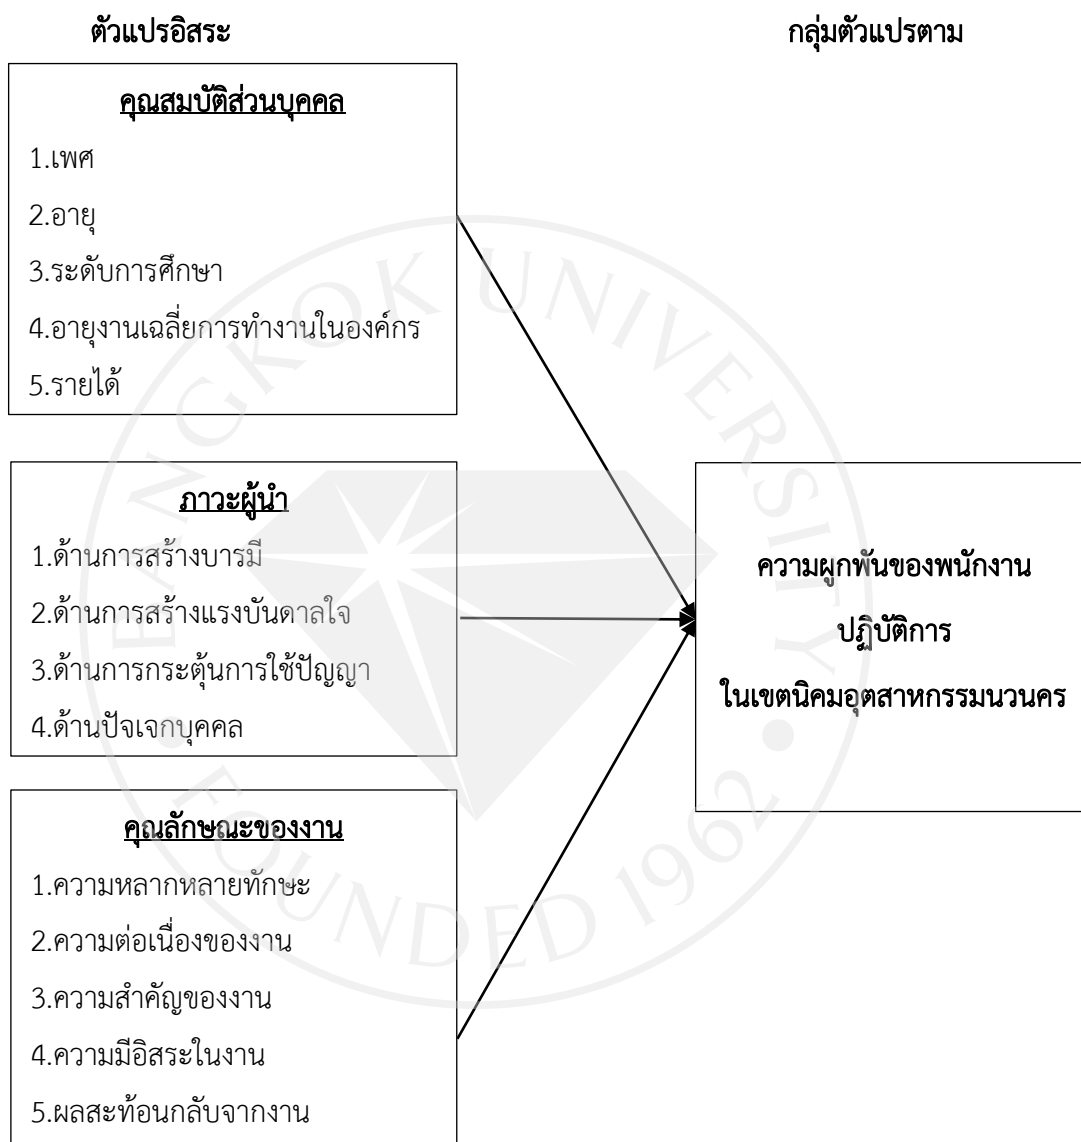 ตัวแปรอิสระ
กลุ่มตัวแปรตาม
คุณสมบัติส่วนบุคคล
1.เพศ
2.อายุ
3.ระดับการศึกษา
4.อายุงานเฉลี่ยการทำงานในองค์กร
5.รายได้
ภาวะผู้นำ
1.ด้านการสร้างบารมี
2.ด้านการสร้างแรงบันดาลใจ
3.ด้านการกระตุ้นการใช้ปัญญา
4.ด้านปัจเจกบุคคล
คุณลักษณะของงาน
1.ความหลากหลายทักษะ
2.ความต่อเนื่องของงาน
3.ความสำคัญของงาน
4.ความมีอิสระในงาน
5.ผลสะท้อนกลับจากงาน
ความผูกพันของพนักงาน
ปฏิบัติการ
ในเขตนิคมอุตสาหกรรมนวนคร
BANGKOK UNIVERSITY
FOUNDED 1962